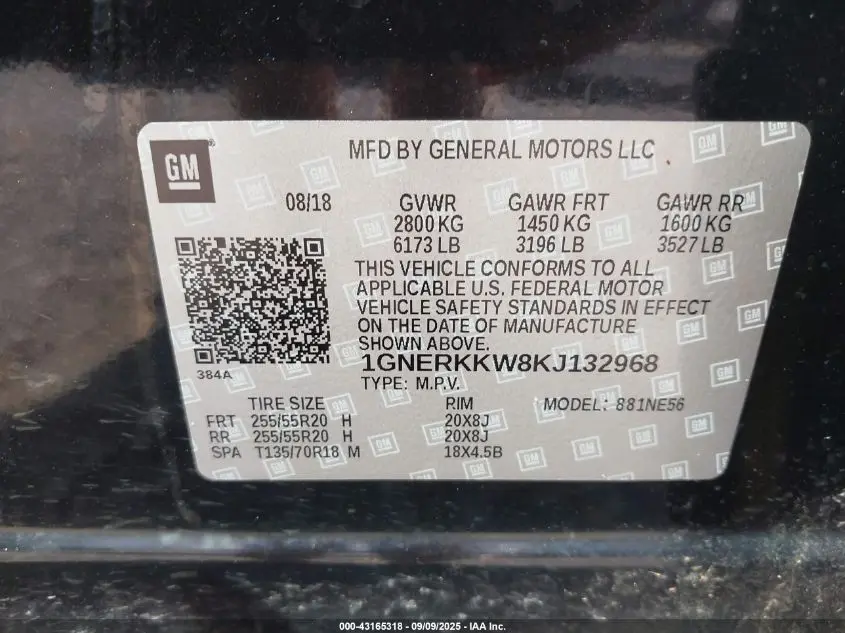 GM
MFD BY GENERAL MOTORS LLC
08/18 GVWR GAWR FRT GAWR RR
2800 KG 1450 KG 1600 KG
6173 LB 3196 LB 3527 LB
THIS VEHICLE CONFORMS TO ALL
APPLICABLE U.S. FEDERAL MOTOR
VEHICLE SAFETY STANDARDS IN EFFECT
ON THE DATE OF MANUFACTURE
SHOWN ABOVE.
1GNERKKW8KJ132968
384A
TYPE: M.P.V.
TIRE SIZE RIM MODEL: 881NE56
FRT 255/55R20 H 20X8J
RR 255/55R20 H 20X8J
SPA T135/70R18 M 18X4.5B
000-43165318 - 09/09/2025 - IAA Inc.